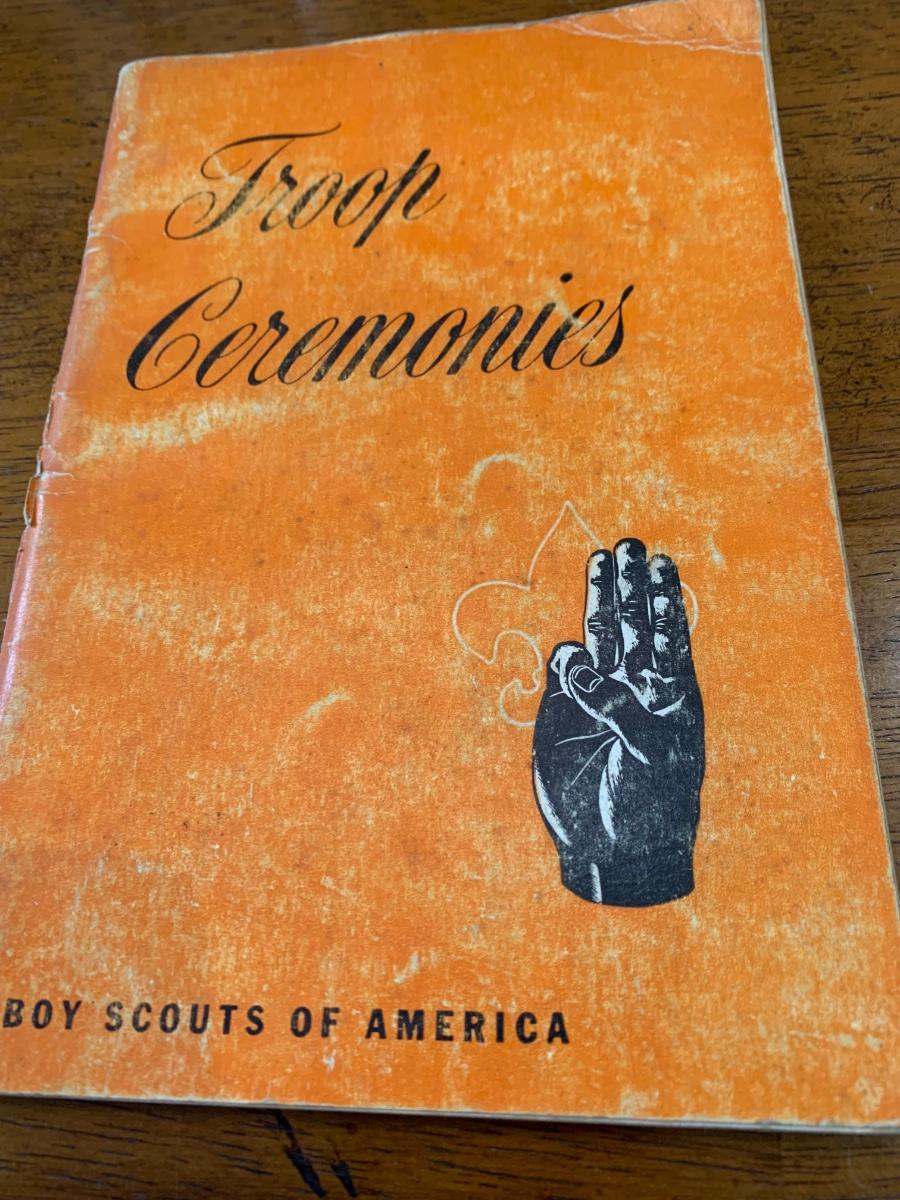 Troop
Ceremonies
BOY SCOUTS OF AMERICA